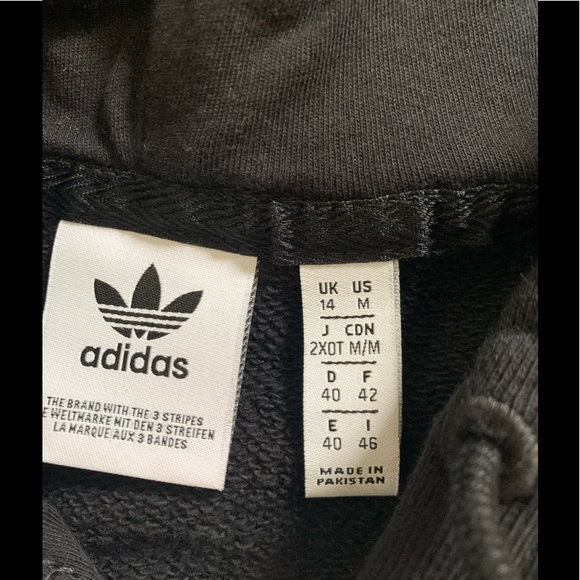 adidas
THE BRAND WITH THE 3 STRIPES
E WELTMARKE MIT DEN 3 STREIFEN
LA MARQUE AUX 3 BANDES
UK US
14 M
J CDN
2XOT M/M
D F
40 42
E I
40 46
MADE IN
PAKISTAN